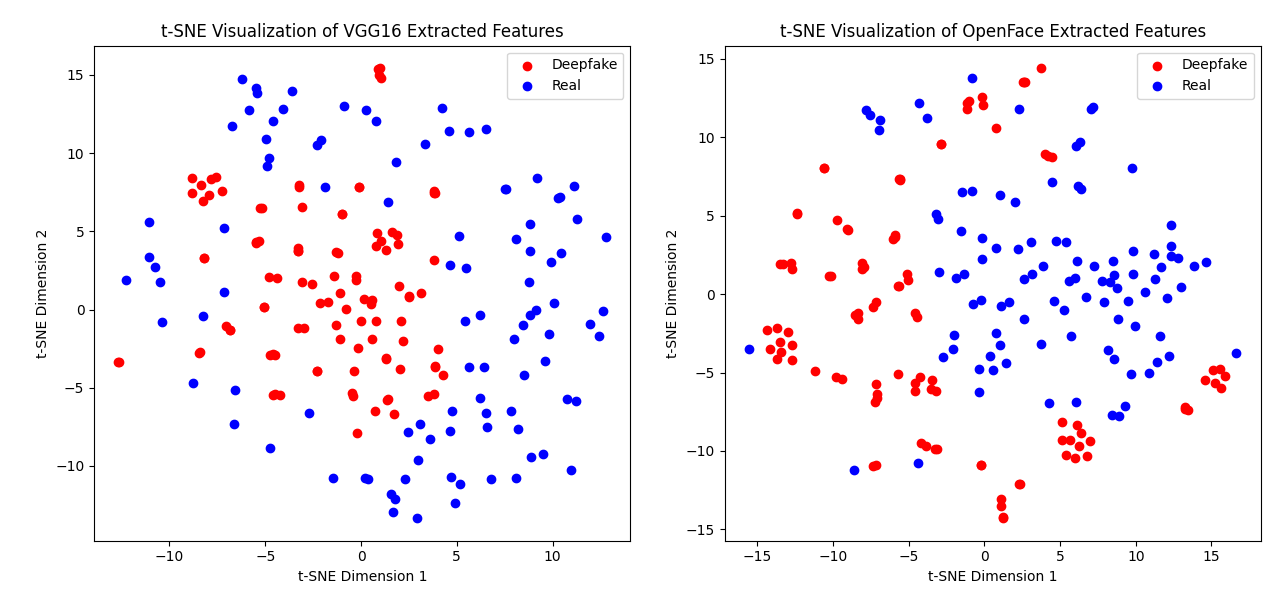 t-SNE Visualization of VGG16 Extracted Features
Deepfake
Real
15
10
5
0
−5
−10
t-SNE Dimension 2
−10
−5
0
5
10
t-SNE Dimension 1
t-SNE Visualization of OpenFace Extracted Features
Deepfake
Real
15
10
5
0
−5
−10
−15
t-SNE Dimension 2
−15
−10
−5
0
5
10
15
t-SNE Dimension 1